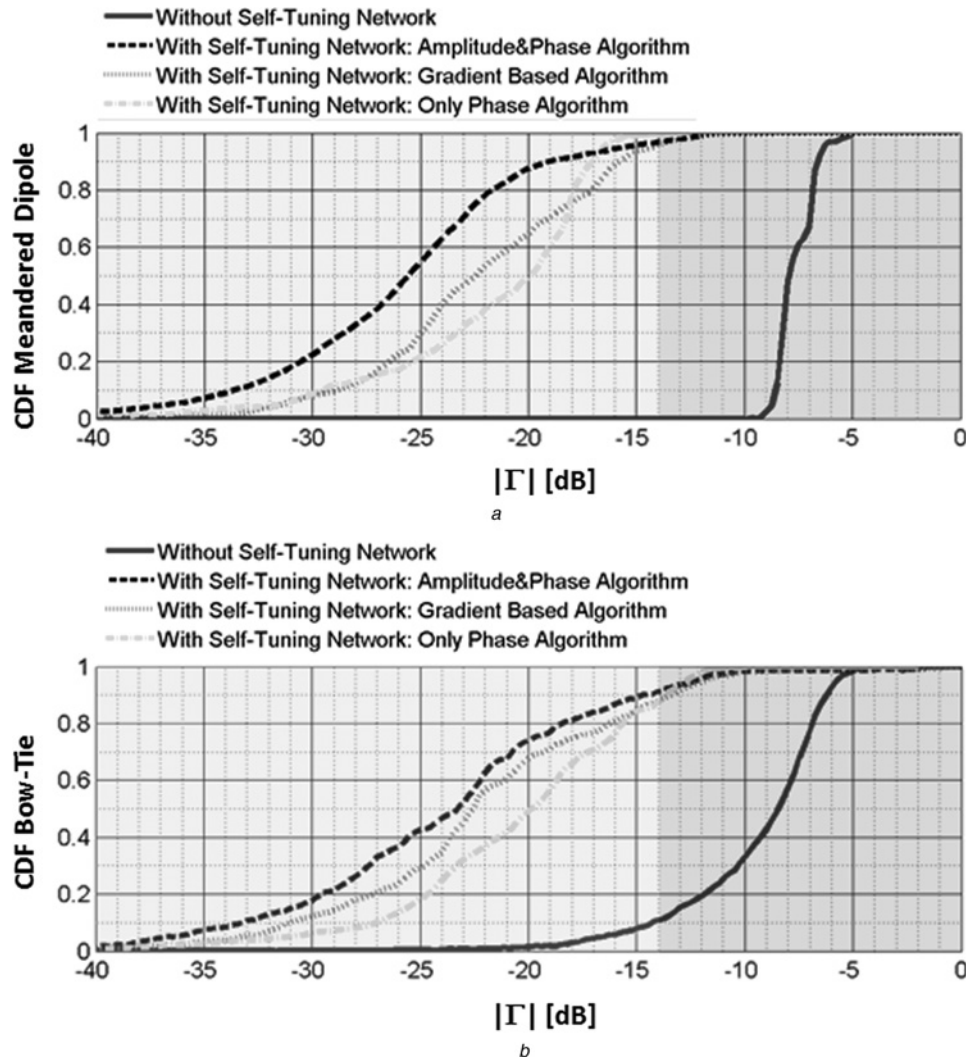 Without Self-Tuning Network
With Self-Tuning Network: Amplitude&Phase Algorithm
With Self-Tuning Network: Gradient Based Algorithm
With Self-Tuning Network: Only Phase Algorithm
CDF Meandered Dipole
1
0.8
0.6
0.4
0.2
0
-40 -35 -30 -25 -20 -15 -10 -5 0
|Γ| [dB]
a
Without Self-Tuning Network
With Self-Tuning Network: Amplitude&Phase Algorithm
With Self-Tuning Network: Gradient Based Algorithm
With Self-Tuning Network: Only Phase Algorithm
CDF Bow-Tie
1
0.8
0.6
0.4
0.2
0
-40 -35 -30 -25 -20 -15 -10 -5 0
|Γ| [dB]
b